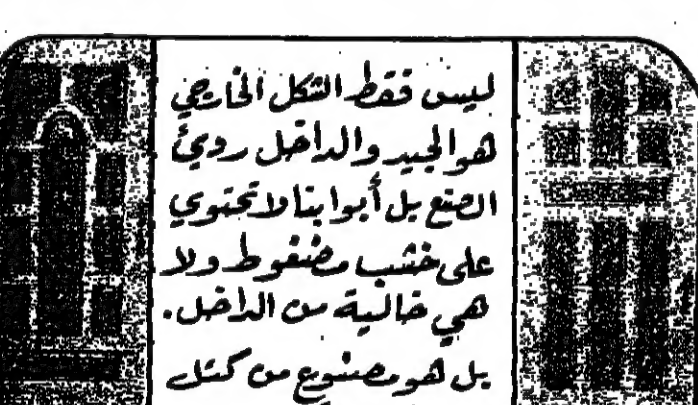 ليس فقط الشكل الخارجي
هو الجيد والداخل رديئ
الصنع بل أبوابنا لا تحتوي
على خشب مضغوط ولا
هي خالية من الداخل.
بل هو مصنوع من كتل